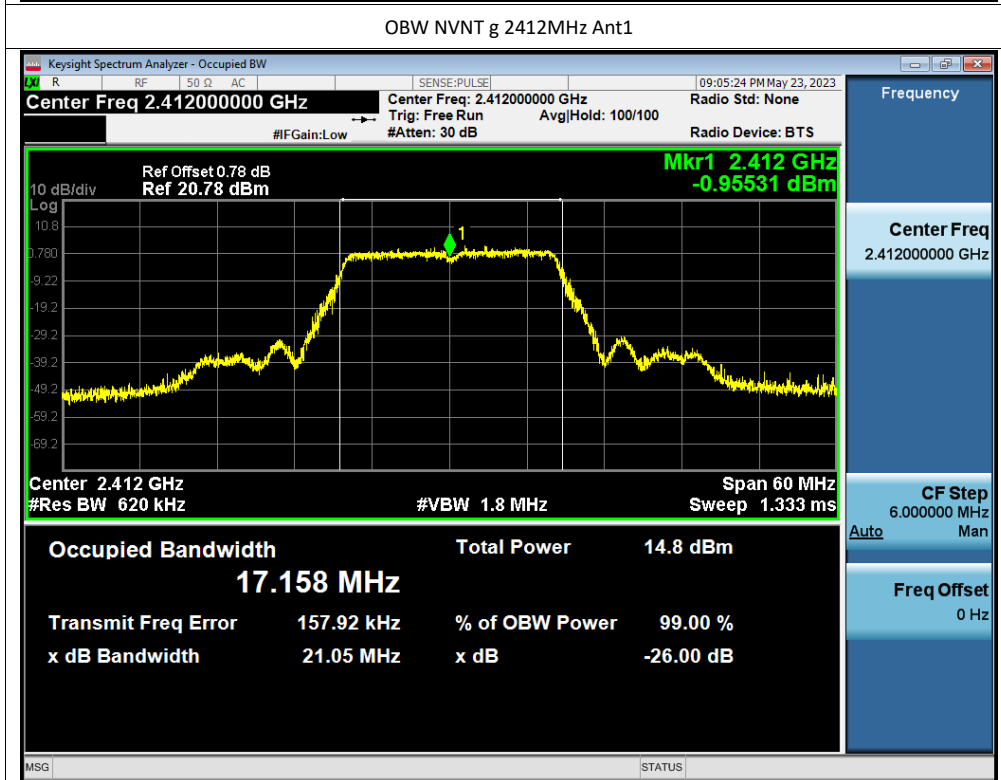 OBW NVNT g 2412MHz Ant1
Keysight Spectrum Analyzer - Occupied BW
LXI R RF 50 Ω AC SENSE:PULSE 09:05:24 PM May 23, 2023
Center Freq 2.412000000 GHz Center Freq: 2.412000000 GHz Radio Std: None
Trig: Free Run Avg|Hold: 100/100
#IFGain:Low #Atten: 30 dB Radio Device: BTS
Frequency
Mkr1 2.412 GHz
-0.95531 dBm
Ref Offset 0.78 dB
10 dB/div Ref 20.78 dBm
Log
10.8
0.780
-9.22
-19.2
-29.2
-39.2
-49.2
-59.2
-69.2
1
Center 2.412 GHz Span 60 MHz
#Res BW 620 kHz #VBW 1.8 MHz Sweep 1.333 ms
Center Freq
2.412000000 GHz
CF Step
6.000000 MHz
Auto Man
Freq Offset
0 Hz
Occupied Bandwidth Total Power 14.8 dBm
17.158 MHz
Transmit Freq Error 157.92 kHz % of OBW Power 99.00 %
x dB Bandwidth 21.05 MHz x dB -26.00 dB
MSG STATUS